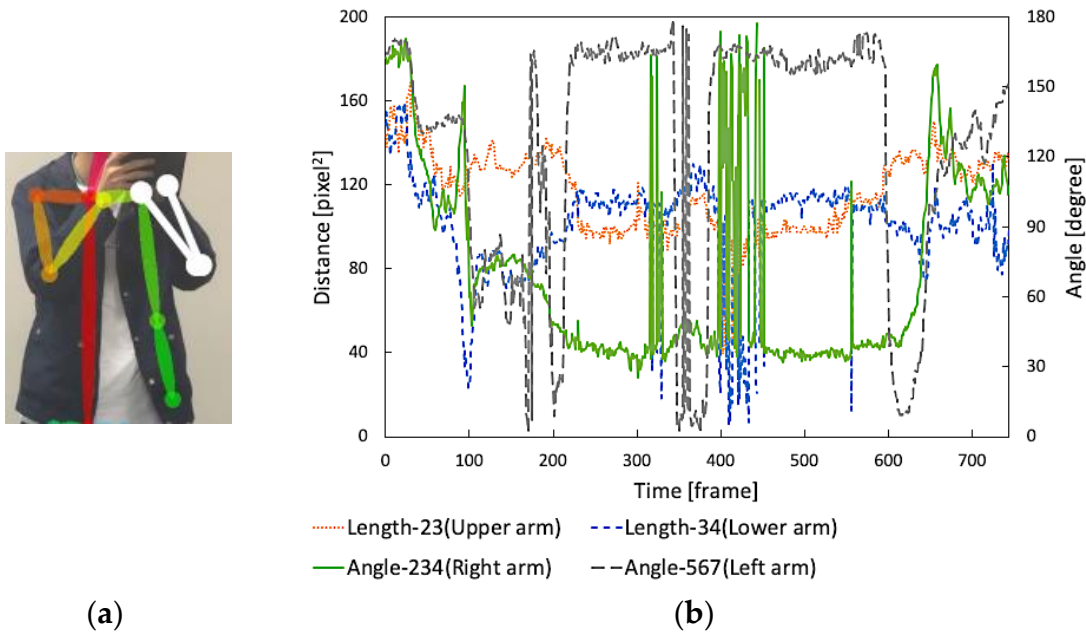 200
160
120
80
40
0
Distance [pixel²]
180
150
120
90
60
30
0
Angle [degree]
0 100 200 300 400 500 600 700
Time [frame]
Length-23(Upper arm) Length-34(Lower arm)
Angle-234(Right arm) Angle-567(Left arm)
(a) (b)